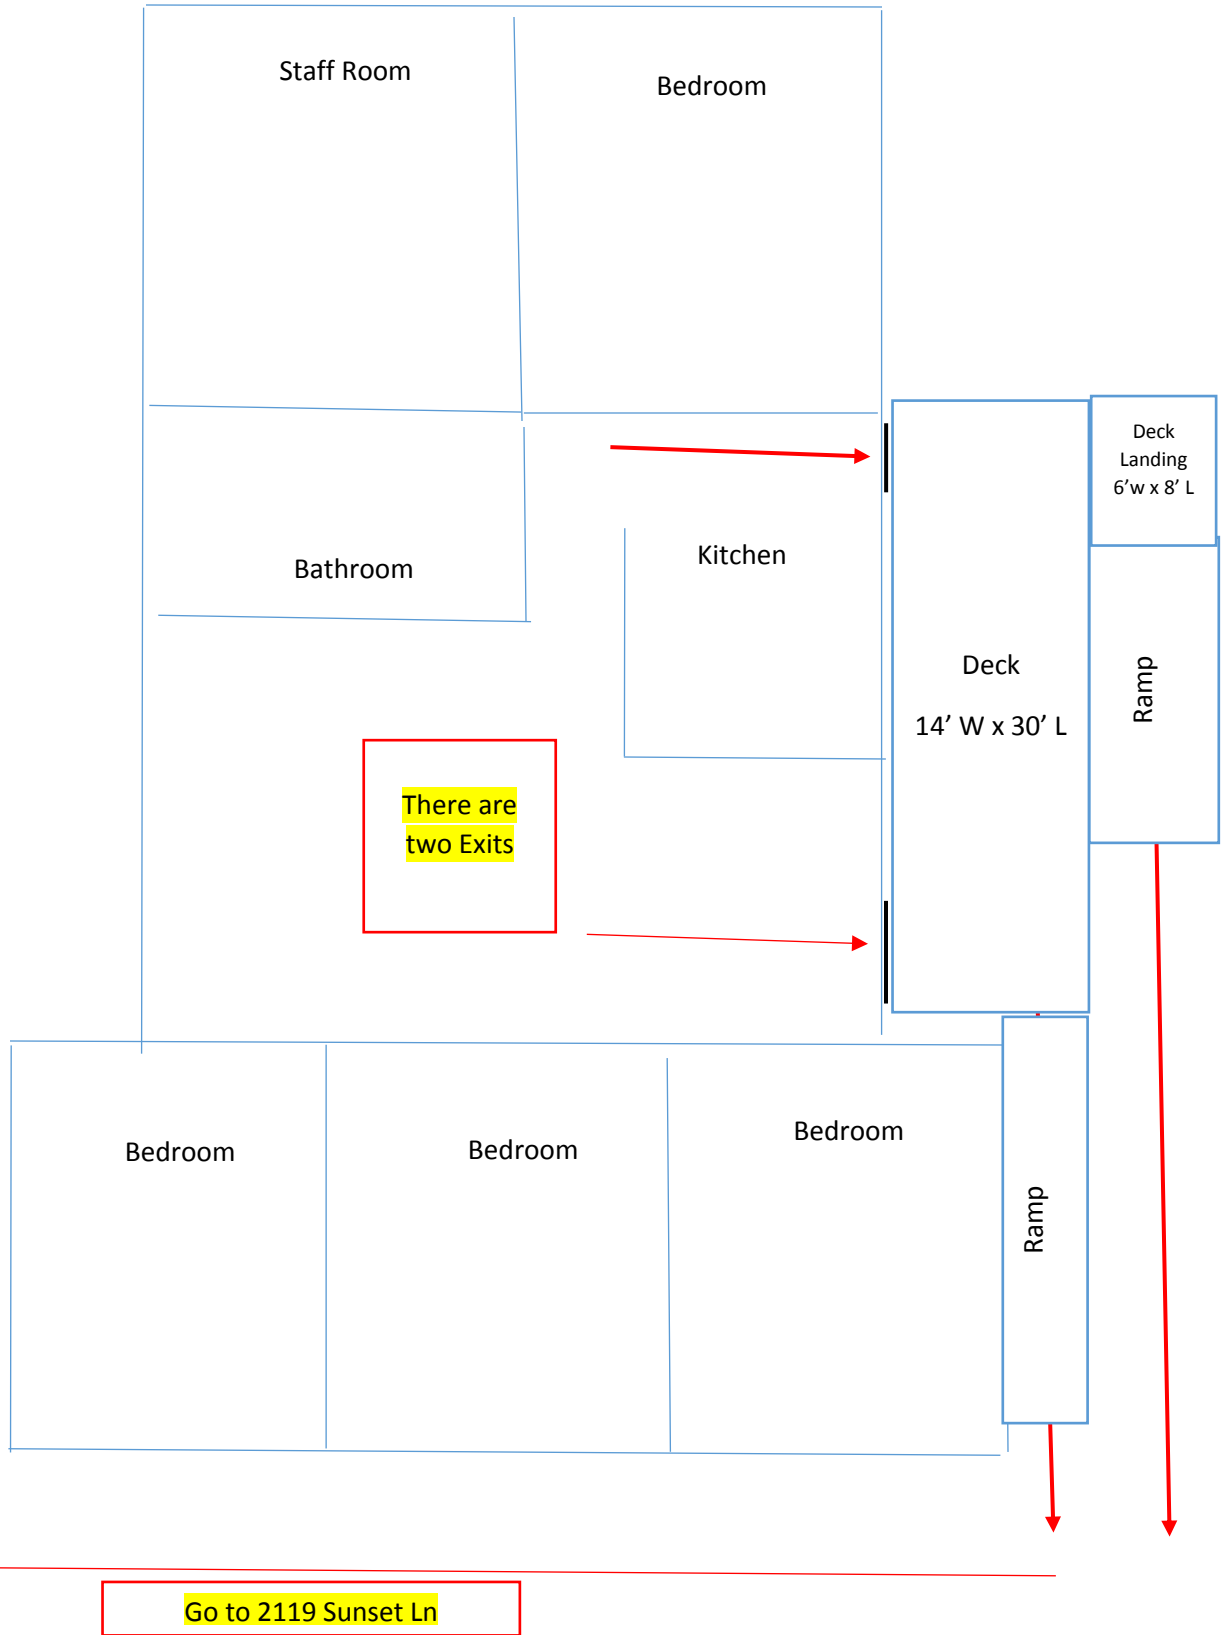 Staff Room
Bedroom
Deck
Landing
6’w x 8’ L
Kitchen
Bathroom
Deck
14’ W x 30’ L
Ramp
There are
two Exits
Bedroom
Bedroom
Bedroom
Ramp
Go to 2119 Sunset Ln